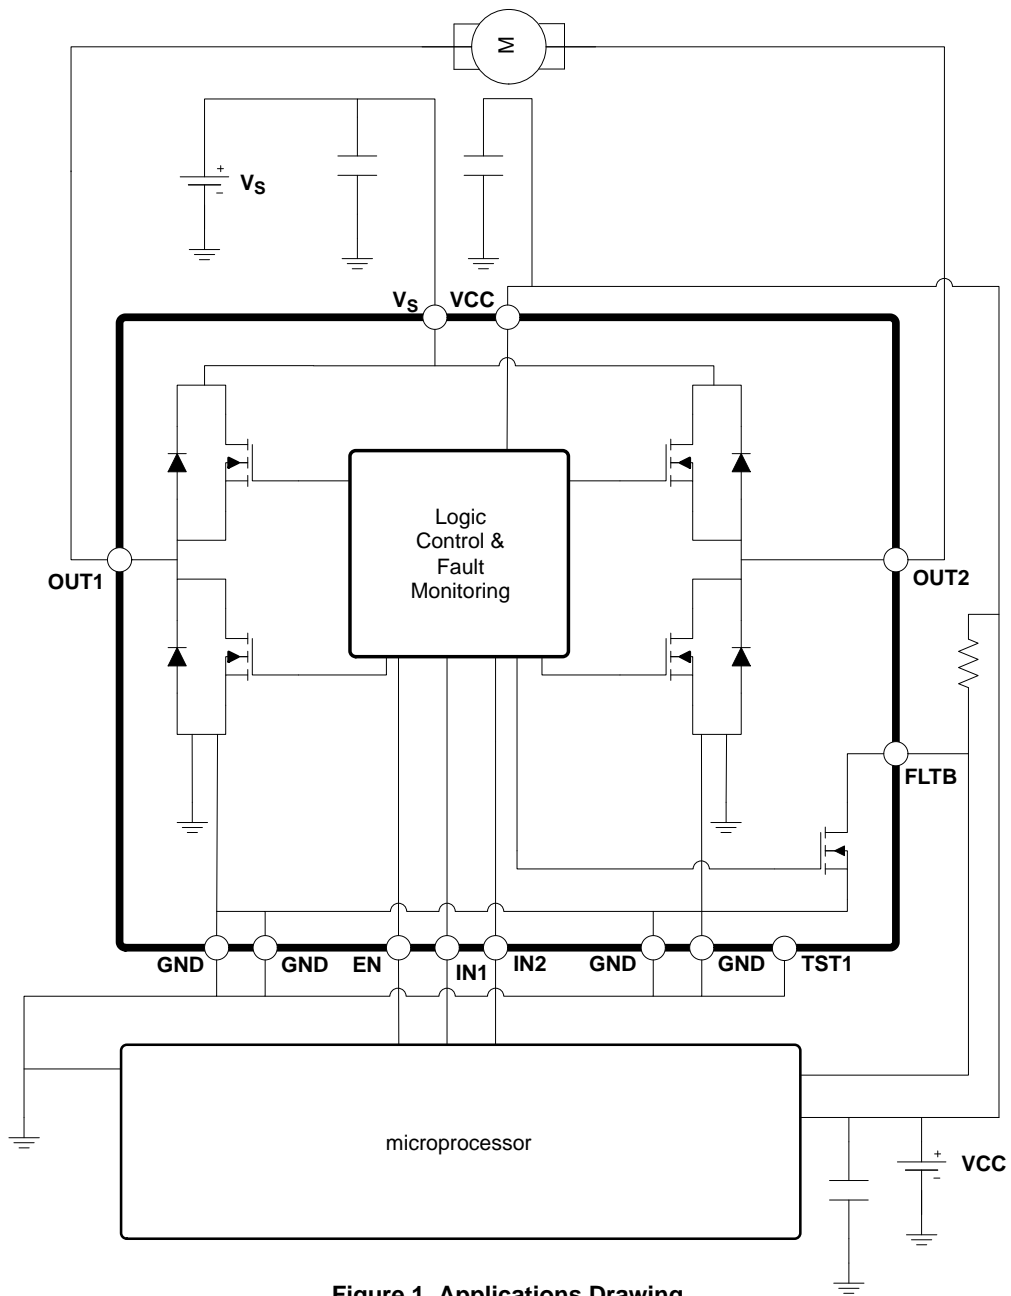 M
+
-
VS
VS
VCC
Logic
Control &
Fault
Monitoring
OUT1
OUT2
FLTB
GND
GND
EN
IN1
IN2
GND
GND
TST1
microprocessor
+
-
VCC
Figure 1. Applications Drawing